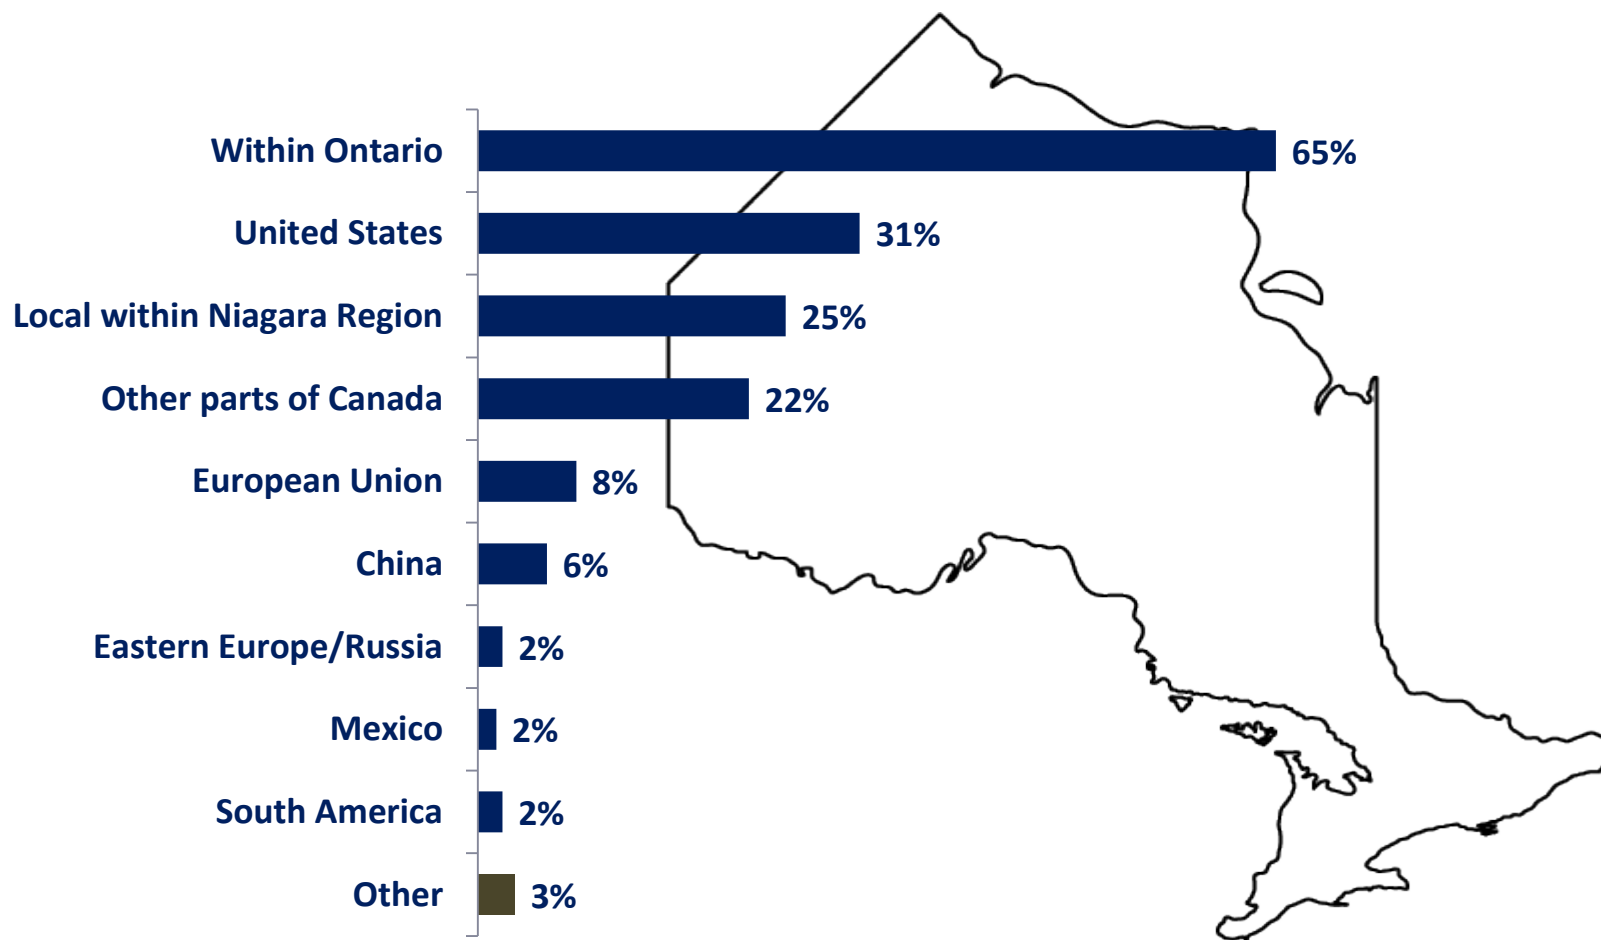 Within Ontario 65%
United States 31%
Local within Niagara Region 25%
Other parts of Canada 22%
European Union 8%
China 6%
Eastern Europe/Russia 2%
Mexico 2%
South America 2%
Other 3%